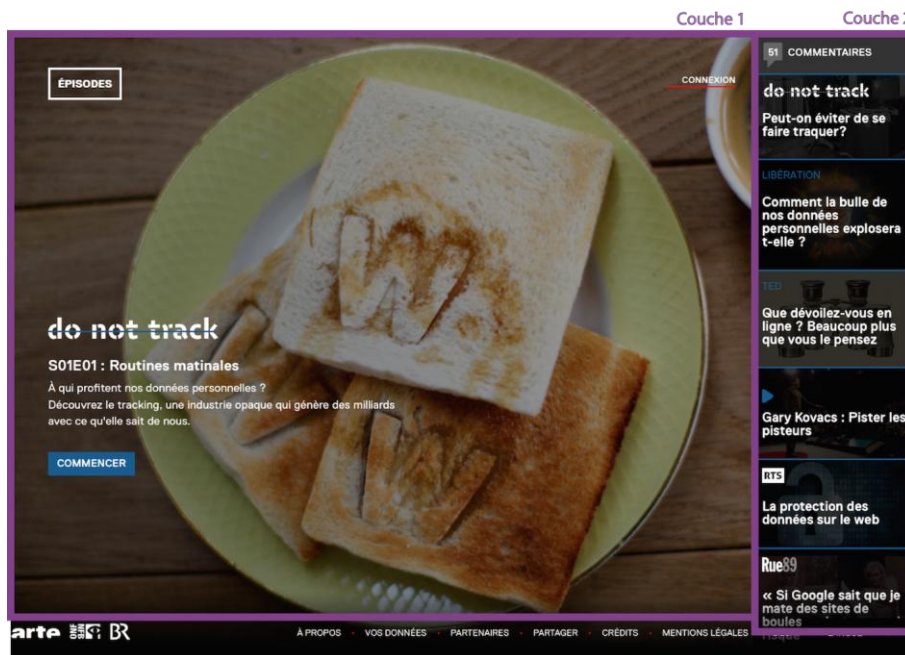 Couche 1
Couche 2
ÉPISODES
CONNEXION
do not track
S01E01 : Routines matinales
À qui profitent nos données personnelles ?
Découvrez le tracking, une industrie opaque qui génère des milliards
avec ce qu'elle sait de nous.
COMMENCER
51 COMMENTAIRES
do not track
Peut-on éviter de se
faire traquer?
LIBÉRATION
Comment la bulle de
nos données
personnelles explosera
t-elle ?
TED
Que dévoilez-vous en
ligne ? Beaucoup plus
que vous le pensez
Gary Kovacs : Pister les
pisteurs
RTS
La protection des
données sur le web
Rue89
« Si Google sait que je
mate des sites de
boules
arte BR
À PROPOS VOS DONNÉES PARTENAIRES PARTAGER CRÉDITS MENTIONS LÉGALES